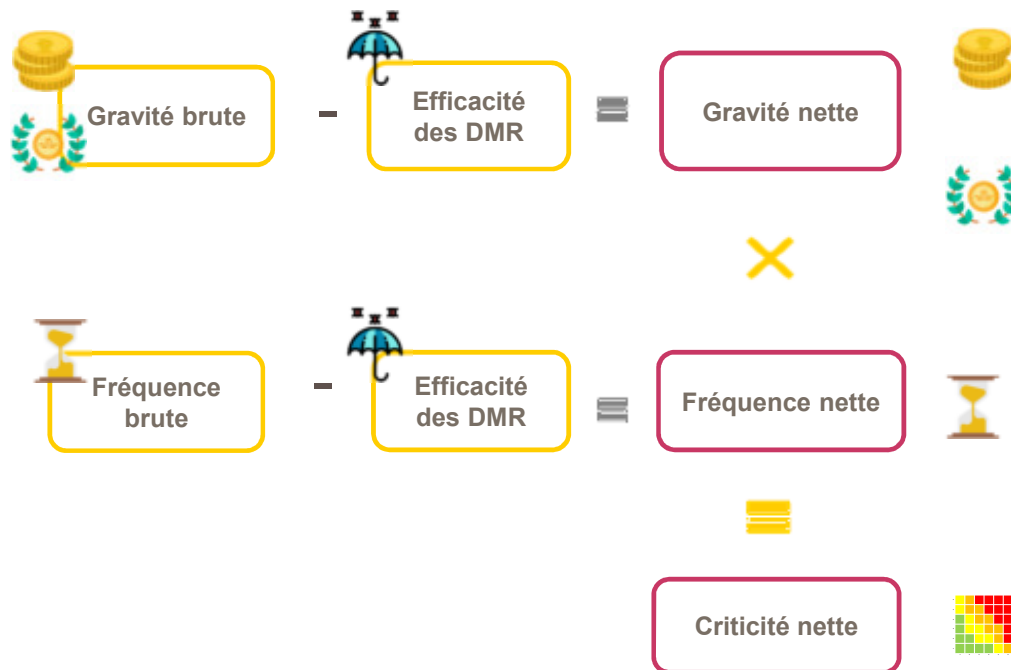 Gravité brute
-
Efficacité
des DMR
=
Gravité nette
×
Fréquence
brute
-
Efficacité
des DMR
=
Fréquence nette
=
Criticité nette